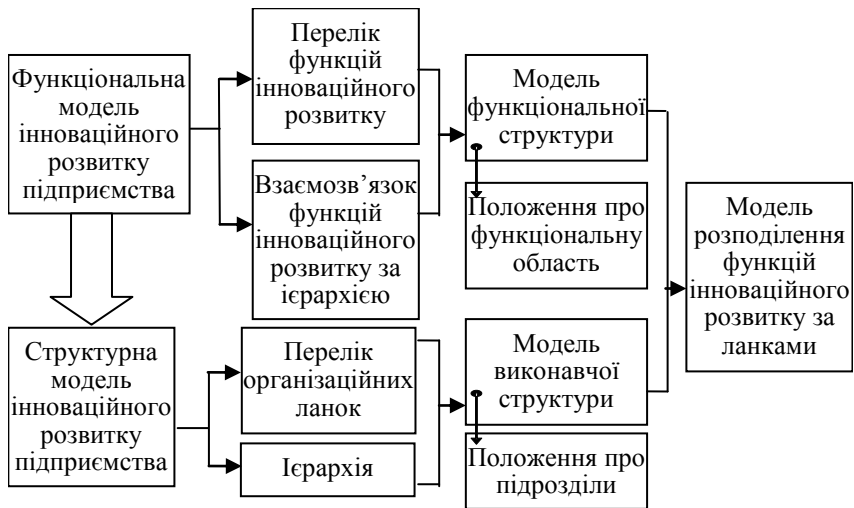 Функціональна
модель
інноваційного
розвитку
підприємства
Перелік
функцій
інноваційного
розвитку
Взаємозв’язок
функцій
інноваційного
розвитку за
ієрархією
Модель
функціональної
структури
Положення про
функціональну
область
Модель
розподілення
функцій
інноваційного
розвитку за
ланками
Структурна
модель
інноваційного
розвитку
підприємства
Перелік
організаційних
ланок
Ієрархія
Модель
виконавчої
структури
Положення про
підрозділи